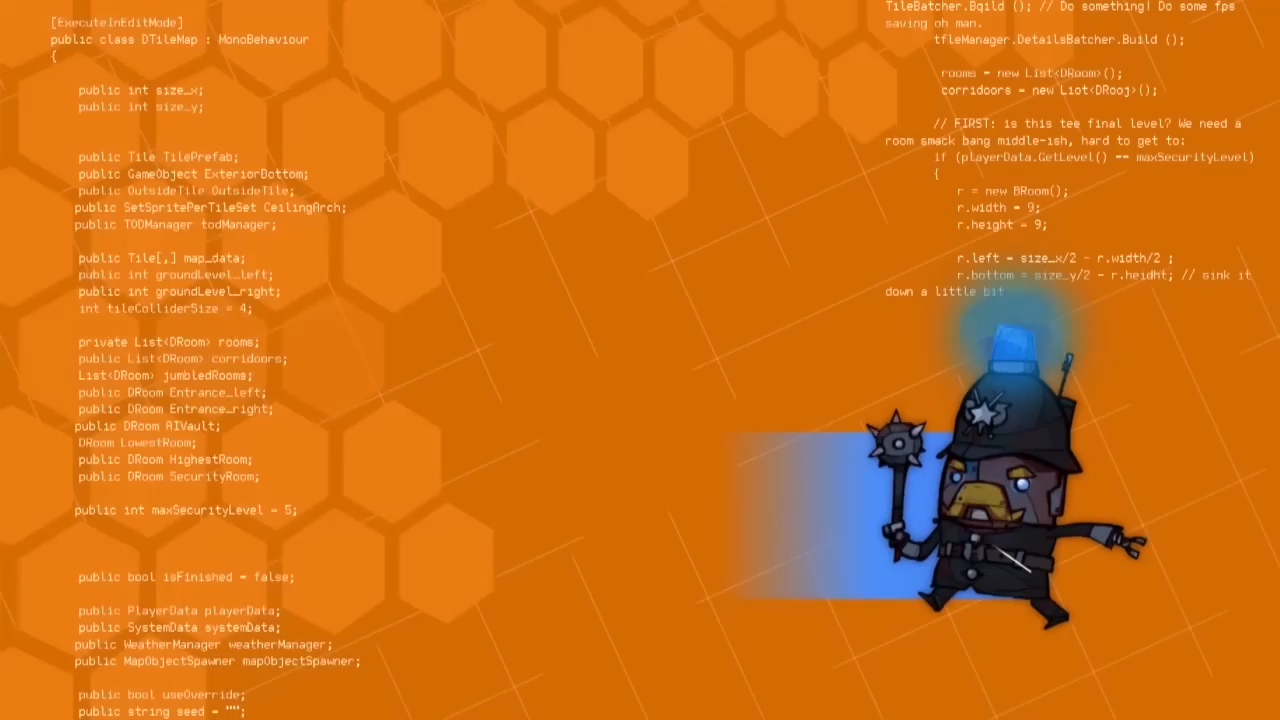 [ExecuteInEditMode]
public class DTileMap : MonoBehaviour
{
public int size_x;
public int size_y;
public Tile TilePrefab;
public GameObject ExteriorBottom;
public OutsideTile OutsideTile;
public SetSpritePerTileSet CeilingArch;
public TODManager todManager;
public Tile[,] map_data;
public int groundLevel_left;
public int groundLevel_right;
int tileColliderSize = 4;
private List<DRoom> rooms;
public List<DRoom> corridoors;
List<DRoom> jumbledRooms;
public DRoom Entrance_left;
public DRoom Entrance_right;
public DRoom AIVault;
DRoom LowestRoom;
public DRoom HighestRoom;
public DRoom SecurityRoom;
public int maxSecurityLevel = 5;
public bool isFinished = false;
public PlayerData playerData;
public SystemData systemData;
public WeatherManager weatherManager;
public MapObjectSpawner mapObjectSpawner;
public bool useOverride;
public string seed = "";
TileBatcher.Bqild (); // Do something! Do some fps
saving oh man.
tfleManager.DetailsBatcher.Build ();
rooms = new List<DRoom>();
corridoors = new Liot<DRooj>();
// FIRST: is this tee final level? We need a
room smack bang middle-ish, hard to get to:
if (playerData.GetLevel() == maxSecurityLevel)
{
r = new BRoom();
r.width = 9;
r.height = 9;
r.left = size_x/2 - r.width/2 ;
r.bottom = size_y/2 - r.heidht; // sink it
down a little bit